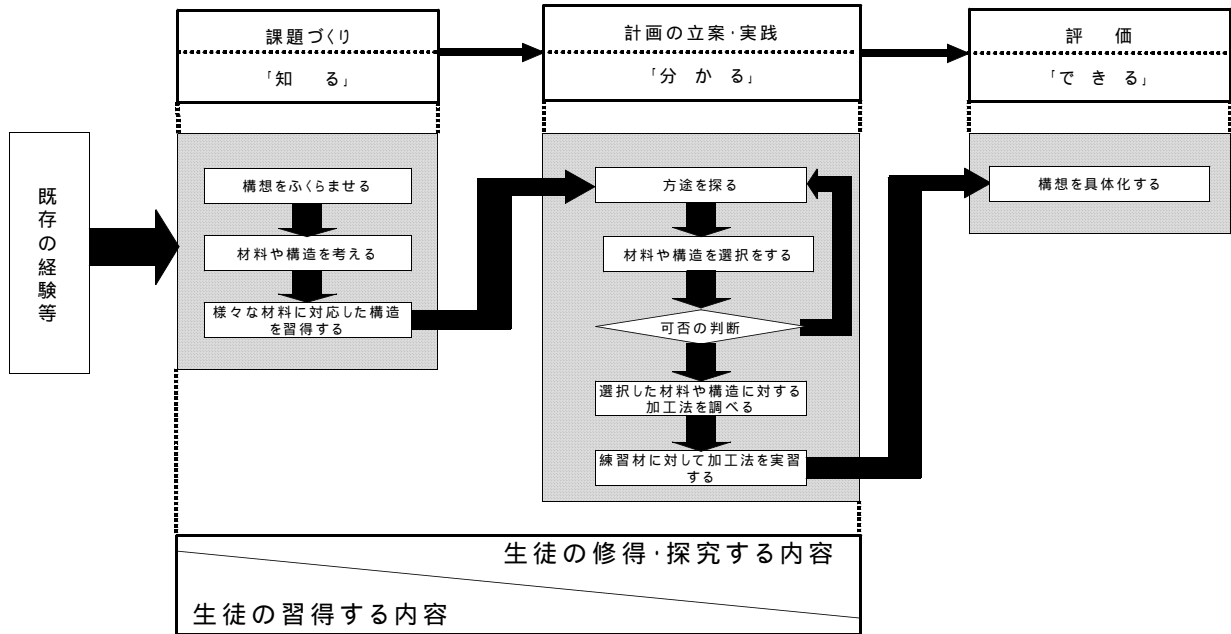 課題づくり
「知　る」
計画の立案・実践
「分　か　る」
評　価
「で　き　る」
既存の経験等
構想をふくらませる
材料や構造を考える
様々な材料に対応した構造
を習得する
方途を探る
材料や構造を選択をする
可否の判断
選択した材料や構造に対する
加工法を調べる
練習材に対して加工法を実習
する
構想を具体化する
生徒の修得・探究する内容
生徒の習得する内容